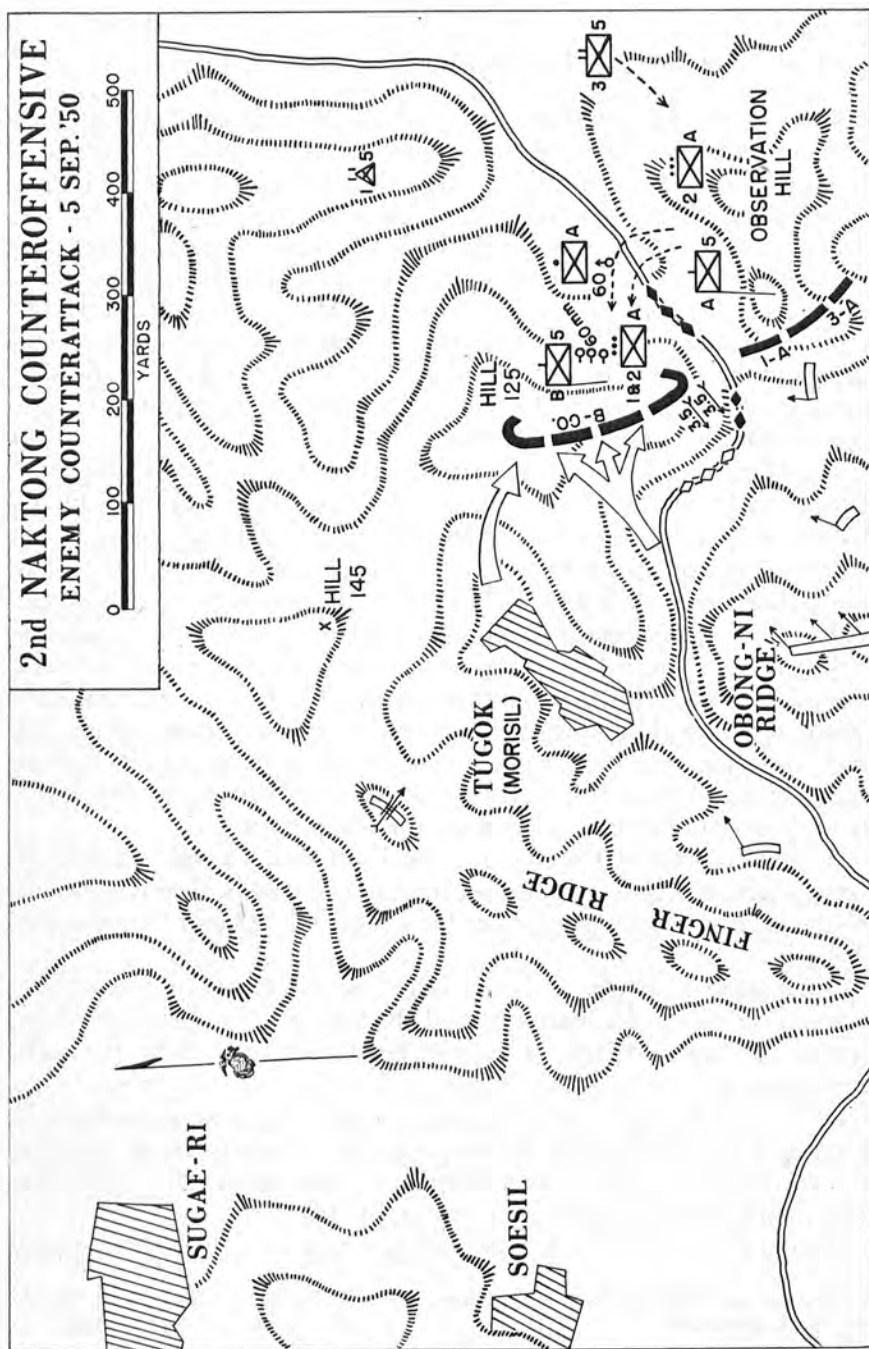 2nd NAKTONG COUNTEROFFENSIVE
ENEMY COUNTERATTACK - 5 SEP. '50
0 100 200 300 400 500
YARDS
SUGAE-RI
SOESIL
HILL
145
TUGOK
(MORISIL)
FINGER
RIDGE
OBONG-NI
RIDGE
HILL
125
B-CO.
B 5
60mm
1&2 A
A
60
1 5
3.5
3.5
A 5
2 A
3 5
OBSERVATION
HILL
1-A
3-A